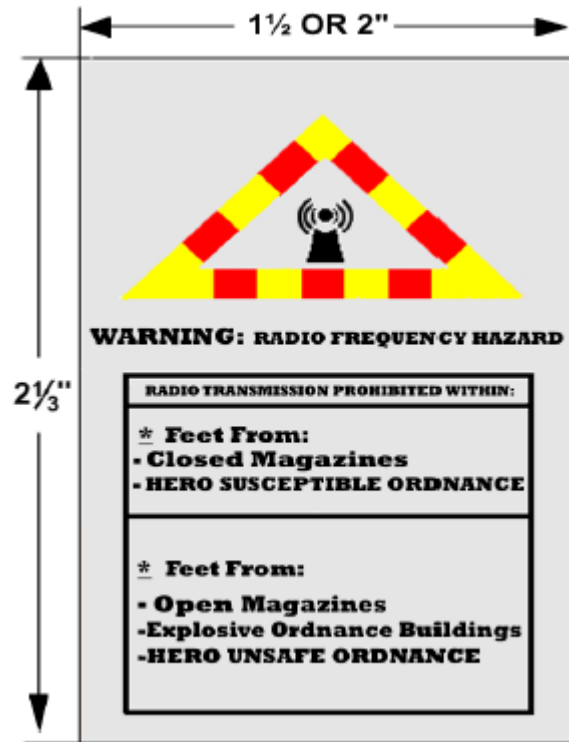 1½ OR 2"
2⅓"
WARNING: RADIO FREQUENCY HAZARD
RADIO TRANSMISSION PROHIBITED WITHIN:
* Feet From:
- Closed Magazines
- HERO SUSCEPTIBLE ORDNANCE
* Feet From:
- Open Magazines
-Explosive Ordnance Buildings
-HERO UNSAFE ORDNANCE